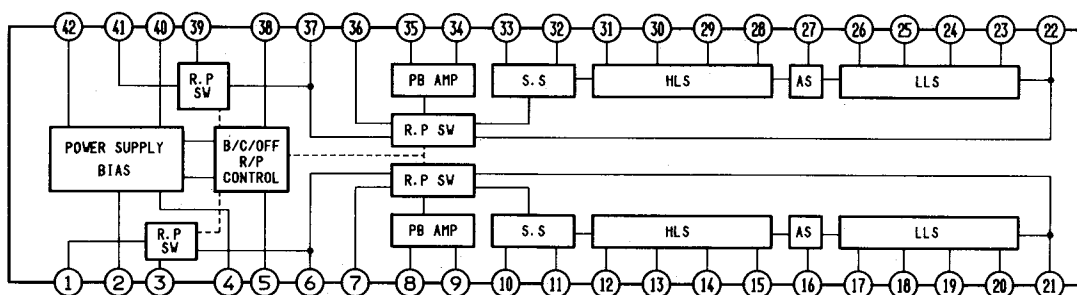 42 41 40 39 38 37 36 35 34 33 32 31 30 29 28 27 26 25 24 23 22
R.P
SW
PB AMP
S.S
HLS
AS
LLS
R.P SW
POWER SUPPLY
BIAS
B/C/OFF
R/P
CONTROL
R.P SW
R.P
SW
PB AMP
S.S
HLS
AS
LLS
1 2 3 4 5 6 7 8 9 10 11 12 13 14 15 16 17 18 19 20 21